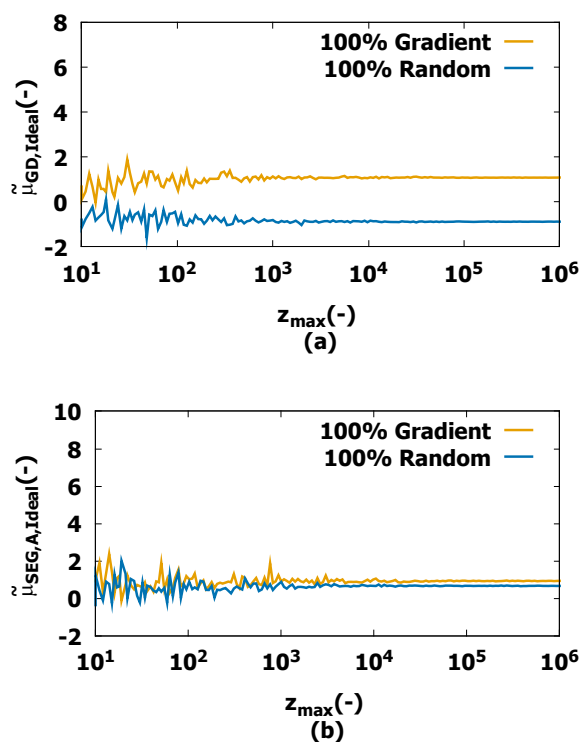 8
6
4
2
0
-2
μ̃GD,Ideal(-)
100% Gradient
100% Random
10^1 10^2 10^3 10^4 10^5 10^6
zmax(-)
(a)
10
8
6
4
2
0
-2
μ̃SEG,A,Ideal(-)
100% Gradient
100% Random
10^1 10^2 10^3 10^4 10^5 10^6
zmax(-)
(b)